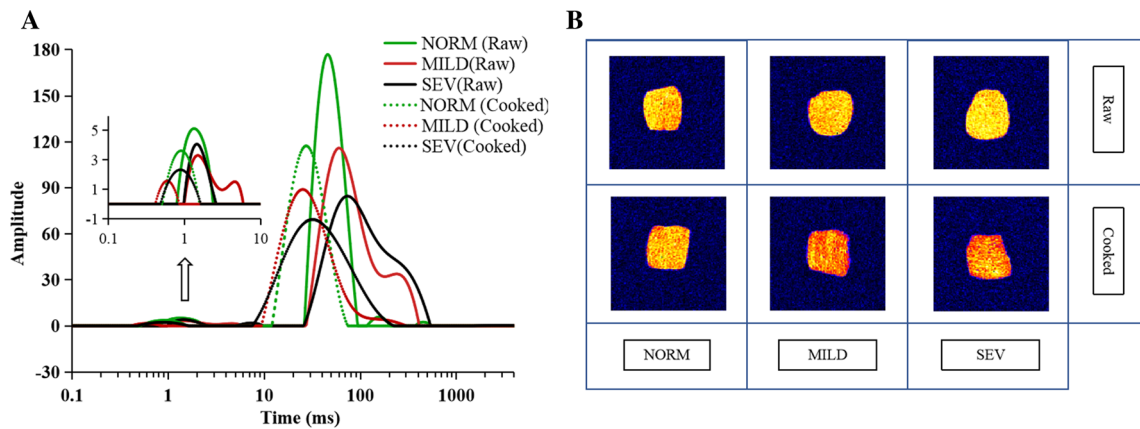 A
180
150
120
90
60
30
0
-30
Amplitude
0.1 1 10 100 1000
Time (ms)
NORM (Raw)
MILD(Raw)
SEV(Raw)
NORM (Cooked)
MILD (Cooked)
SEV(Cooked)
5
3
1
-1
0.1 1 10
B
Raw
Cooked
NORM MILD SEV